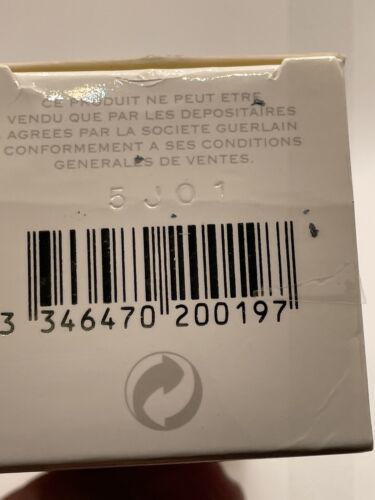 CE PRODUIT NE PEUT ETRE
VENDU QUE PAR LES DEPOSITAIRES
AGREES PAR LA SOCIETE GUERLAIN
CONFORMEMENT A SES CONDITIONS
GENERALES DE VENTES.
5J01
3 346470 200197